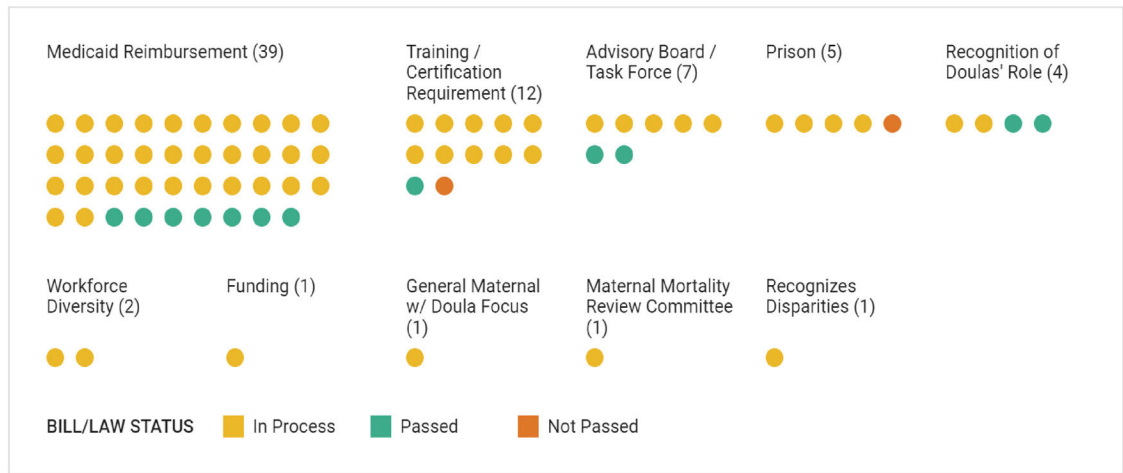 Medicaid Reimbursement (39)
Training /
Certification
Requirement (12)
Advisory Board /
Task Force (7)
Prison (5)
Recognition of
Doulas' Role (4)
Workforce
Diversity (2)
Funding (1)
General Maternal
w/ Doula Focus
(1)
Maternal Mortality
Review Committee
(1)
Recognizes
Disparities (1)
BILL/LAW STATUS In Process Passed Not Passed